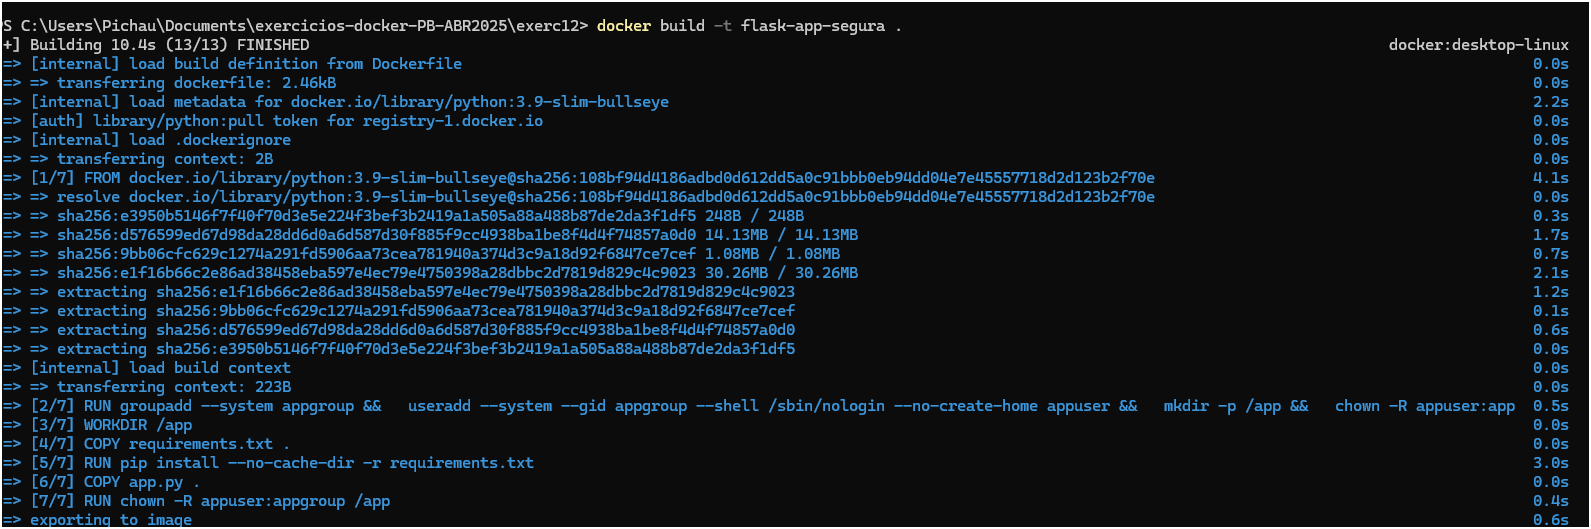 S C:\Users\Pichau\Documents\exercicios-docker-PB-ABR2025\exerc12> docker build -t flask-app-segura .
+] Building 10.4s (13/13) FINISHED docker:desktop-linux
=> [internal] load build definition from Dockerfile 0.0s
=> => transferring dockerfile: 2.46kB 0.0s
=> [internal] load metadata for docker.io/library/python:3.9-slim-bullseye 2.2s
=> [auth] library/python:pull token for registry-1.docker.io 0.0s
=> [internal] load .dockerignore 0.0s
=> => transferring context: 2B 0.0s
=> [1/7] FROM docker.io/library/python:3.9-slim-bullseye@sha256:108bf94d4186adbd0d612dd5a0c91bbb0eb94dd04e7e45557718d2d123b2f70e 4.1s
=> => resolve docker.io/library/python:3.9-slim-bullseye@sha256:108bf94d4186adbd0d612dd5a0c91bbb0eb94dd04e7e45557718d2d123b2f70e 0.0s
=> => sha256:e3950b5146f7f40f70d3e5e224f3bef3b2419a1a505a88a488b87de2da3f1df5 248B / 248B 0.3s
=> => sha256:d576599ed67d98da28dd6d0a6d587d30f885f9cc4938ba1be8f4d4f74857a0d0 14.13MB / 14.13MB 1.7s
=> => sha256:9bb06cfc629c1274a291fd5906aa73cea781940a374d3c9a18d92f6847ce7cef 1.08MB / 1.08MB 0.7s
=> => sha256:e1f16b66c2e86ad38458eba597e4ec79e4750398a28dbbc2d7819d829c4c9023 30.26MB / 30.26MB 2.1s
=> => extracting sha256:e1f16b66c2e86ad38458eba597e4ec79e4750398a28dbbc2d7819d829c4c9023 1.2s
=> => extracting sha256:9bb06cfc629c1274a291fd5906aa73cea781940a374d3c9a18d92f6847ce7cef 0.1s
=> => extracting sha256:d576599ed67d98da28dd6d0a6d587d30f885f9cc4938ba1be8f4d4f74857a0d0 0.6s
=> => extracting sha256:e3950b5146f7f40f70d3e5e224f3bef3b2419a1a505a88a488b87de2da3f1df5 0.0s
=> [internal] load build context 0.0s
=> => transferring context: 223B 0.0s
=> [2/7] RUN groupadd --system appgroup &&   useradd --system --gid appgroup --shell /sbin/nologin --no-create-home appuser &&   mkdir -p /app &&   chown -R appuser:app 0.5s
=> [3/7] WORKDIR /app 0.0s
=> [4/7] COPY requirements.txt . 0.0s
=> [5/7] RUN pip install --no-cache-dir -r requirements.txt 3.0s
=> [6/7] COPY app.py . 0.0s
=> [7/7] RUN chown -R appuser:appgroup /app 0.4s
=> exporting to image 0.6s